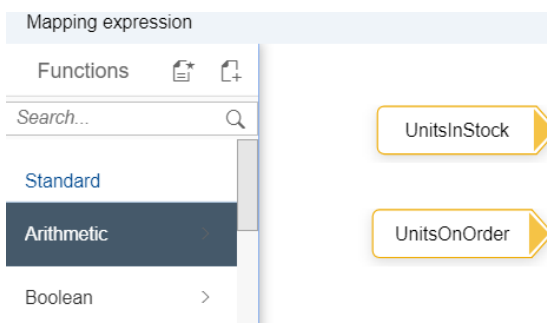 Mapping expression
Functions
Search...
Standard
Arithmetic
Boolean
UnitsInStock
UnitsOnOrder